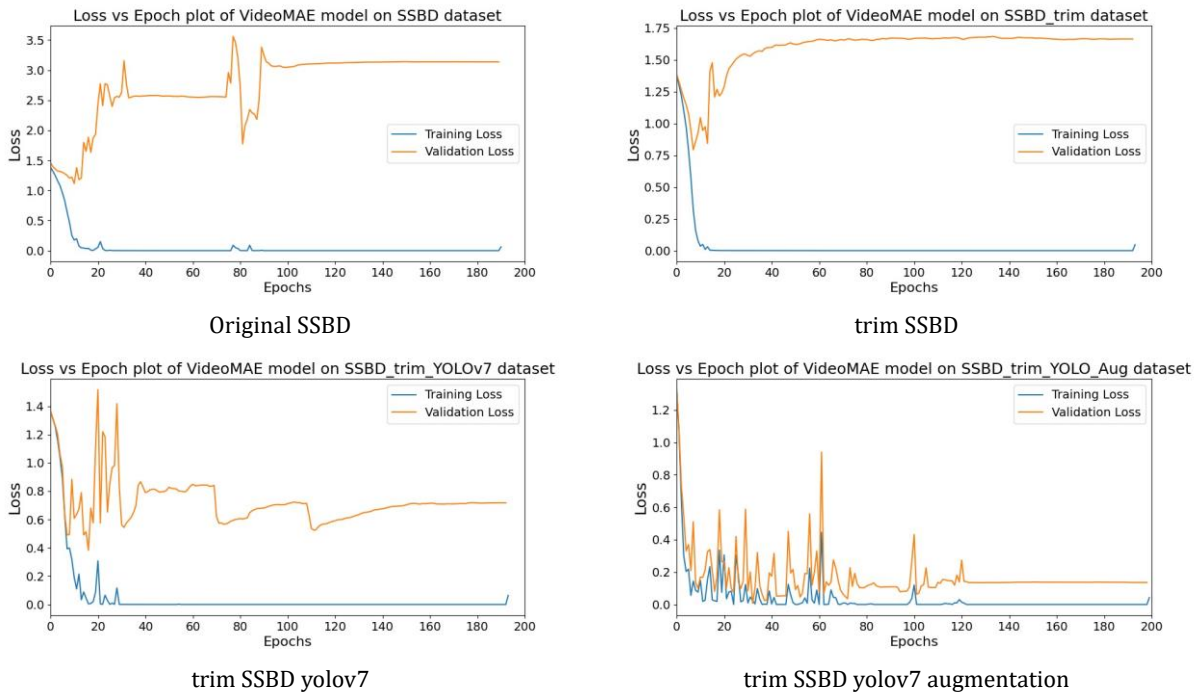 Loss vs Epoch plot of VideoMAE model on SSBD dataset
3.5
3.0
2.5
2.0
1.5
1.0
0.5
0.0
Loss
Training Loss
Validation Loss
0 20 40 60 80 100 120 140 160 180 200
Epochs
Original SSBD
Loss vs Epoch plot of VideoMAE model on SSBD_trim dataset
1.75
1.50
1.25
1.00
0.75
0.50
0.25
0.00
Loss
Training Loss
Validation Loss
0 20 40 60 80 100 120 140 160 180 200
Epochs
trim SSBD
Loss vs Epoch plot of VideoMAE model on SSBD_trim_YOLOv7 dataset
1.4
1.2
1.0
0.8
0.6
0.4
0.2
0.0
Loss
Training Loss
Validation Loss
0 20 40 60 80 100 120 140 160 180 200
Epochs
trim SSBD yolov7
Loss vs Epoch plot of VideoMAE model on SSBD_trim_YOLO_Aug dataset
1.2
1.0
0.8
0.6
0.4
0.2
0.0
Loss
Training Loss
Validation Loss
0 20 40 60 80 100 120 140 160 180 200
Epochs
trim SSBD yolov7 augmentation